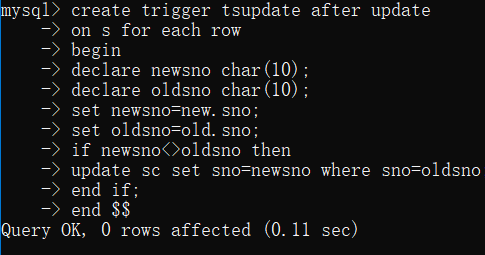 mysql> create trigger tsupdate after update
-> on s for each row
-> begin
-> declare newsno char(10);
-> declare oldsno char(10);
-> set newsno=new.sno;
-> set oldsno=old.sno;
-> if newsno<>oldsno then
-> update sc set sno=newsno where sno=oldsno
-> end if;
-> end $$
Query OK, 0 rows affected (0.11 sec)